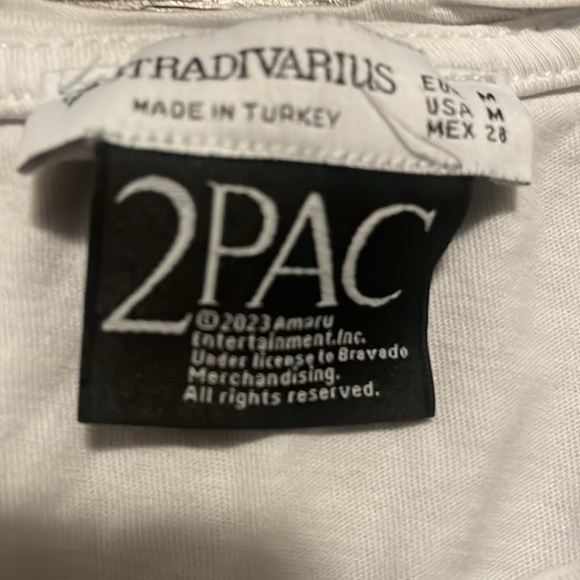 STRADIVARIUS
MADE IN TURKEY
EUR M
USA M
MEX 28
2PAC
©2023 Amaru
Entertainment.Inc.
Under license to Bravado
Merchandising.
All rights reserved.